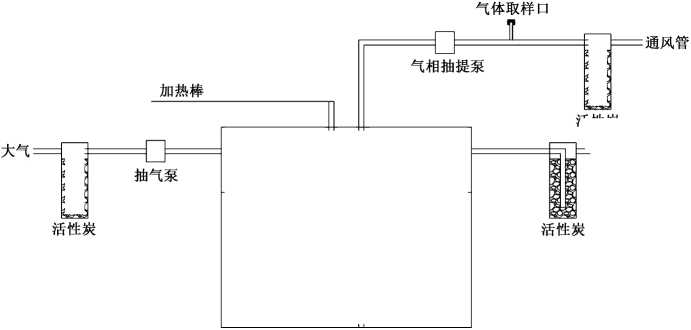 气体取样口
通风管
气相抽提泵
加热棒
大气
抽气泵
活性炭
活性炭